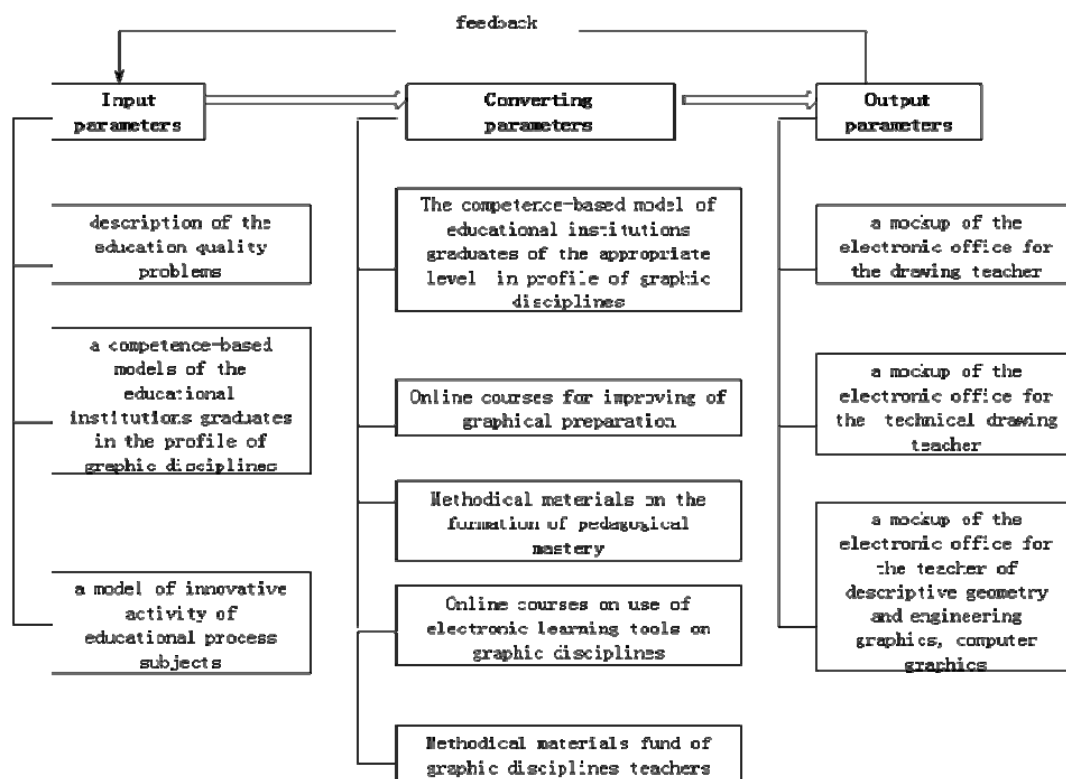 feedback
Input
parameters
Converting
parameters
Output
parameters
description of the
education quality
problems
a competence-based
models of the
educational
institutions graduates
in the profile of
graphic disciplines
a model of innovative
activity of
educational process
subjects
The competence-based model of
educational institutions
graduates of the appropriate
level in profile of graphic
disciplines
Online courses for improving of
graphical preparation
Methodical materials on the
formation of pedagogical
mastery
Online courses on use of
electronic learning tools on
graphic disciplines
Methodical materials fund of
graphic disciplines teachers
a mockup of the
electronic office for
the drawing teacher
a mockup of the
electronic office for
the technical drawing
teacher
a mockup of the
electronic office for
the teacher of
descriptive geometry
and engineering
graphics, computer
graphics